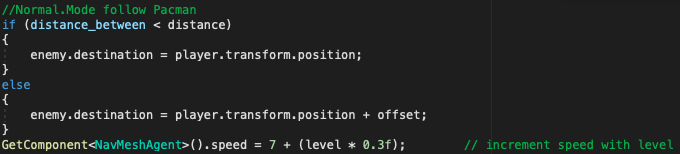 //Normal.Mode follow Pacman
if (distance_between < distance)
{
    enemy.destination = player.transform.position;
}
else
{
    enemy.destination = player.transform.position + offset;
}
GetComponent<NavMeshAgent>().speed = 7 + (level * 0.3f);        // increment speed with level